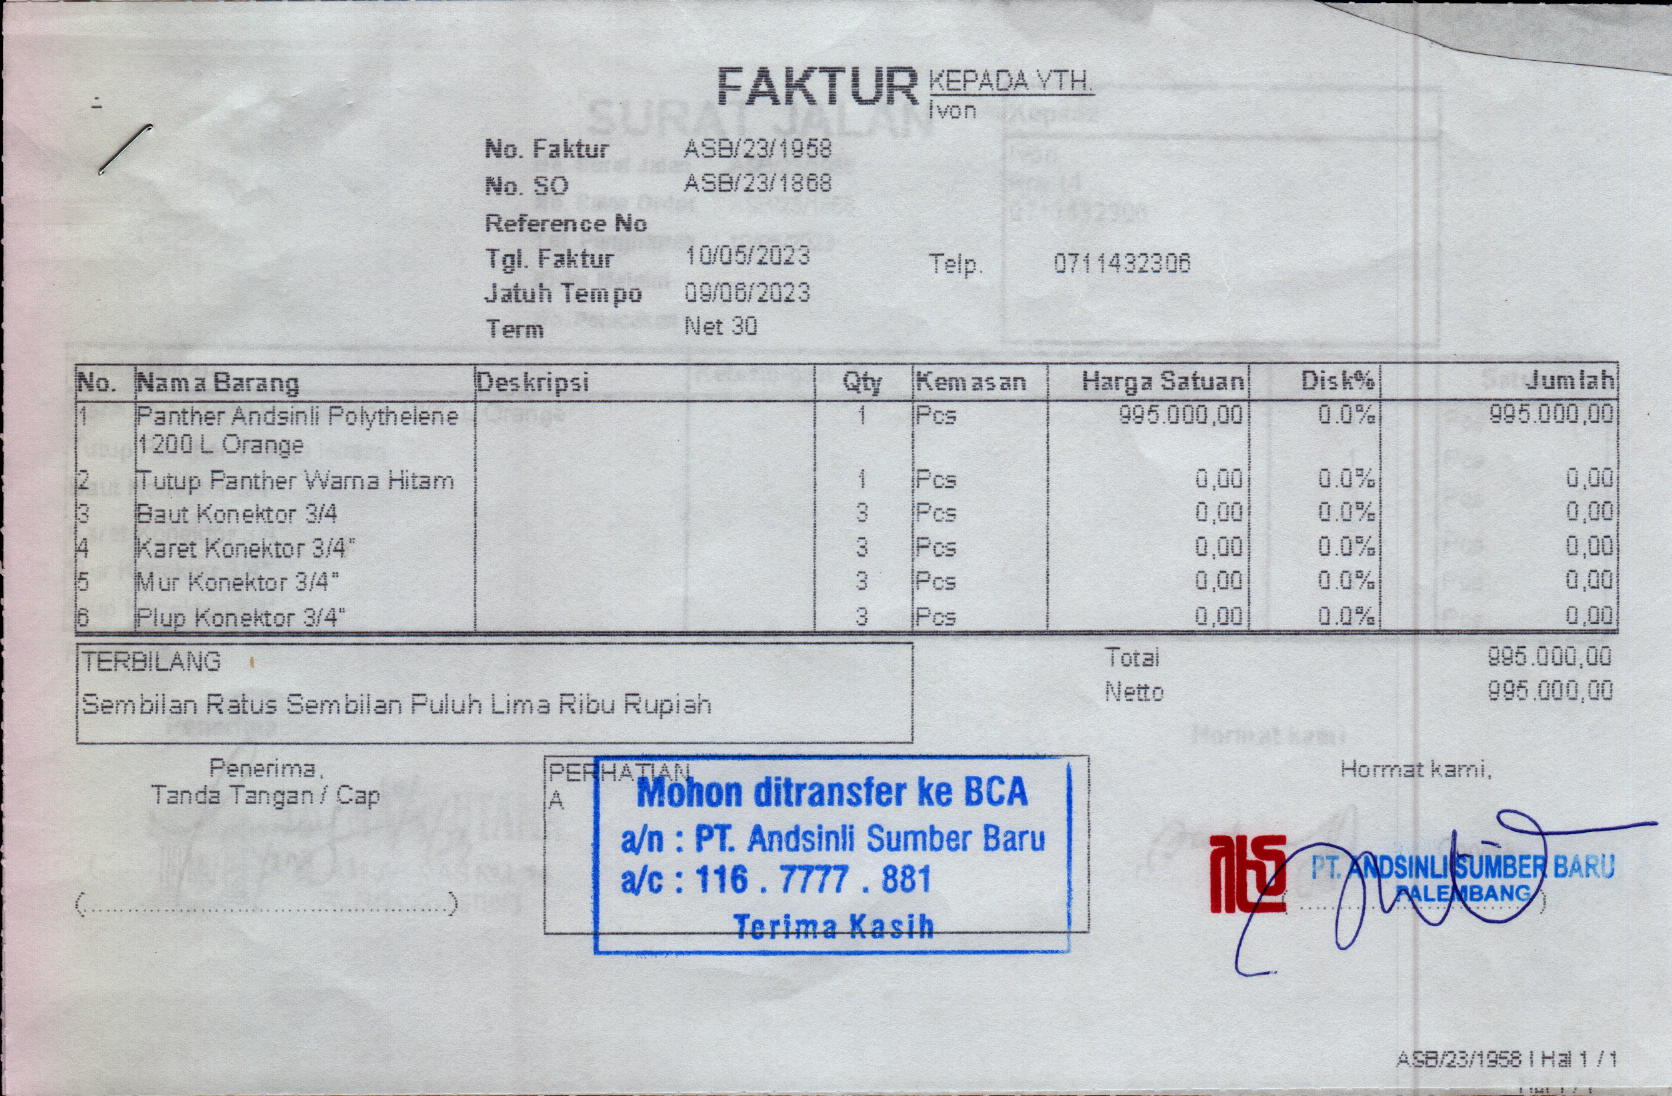 FAKTUR
KEPADA YTH.
Ivon
No. Faktur ASB/23/1958
No. SO ASB/23/1868
Reference No
Tgl. Faktur 10/05/2023
Telp. 0711432306
Jatuh Tempo 09/06/2023
Term Net 30
No. Nama Barang Deskripsi Qty Kemasan Harga Satuan Disk% Jumlah
1 Panther Andsinli Polythelene 1 Pcs 995.000,00 0.0% 995.000,00
1200 L Orange
2 Tutup Panther Warna Hitam 1 Pcs 0,00 0.0% 0,00
3 Baut Konektor 3/4 3 Pcs 0,00 0.0% 0,00
4 Karet Konektor 3/4" 3 Pcs 0,00 0.0% 0,00
5 Mur Konektor 3/4" 3 Pcs 0,00 0.0% 0,00
6 Plup Konektor 3/4" 3 Pcs 0,00 0.0% 0,00
TERBILANG
Sembilan Ratus Sembilan Puluh Lima Ribu Rupiah
Total 995.000,00
Netto 995.000,00
Penerima,
Tanda Tangan / Cap
PERHATIAN
A
Mohon ditransfer ke BCA
a/n : PT. Andsinli Sumber Baru
a/c : 116 . 7777 . 881
Terima Kasih
Hormat kami,
PT. ANDSINLI SUMBER BARU
PALEMBANG
ASB/23/1958 | Hal 1 / 1